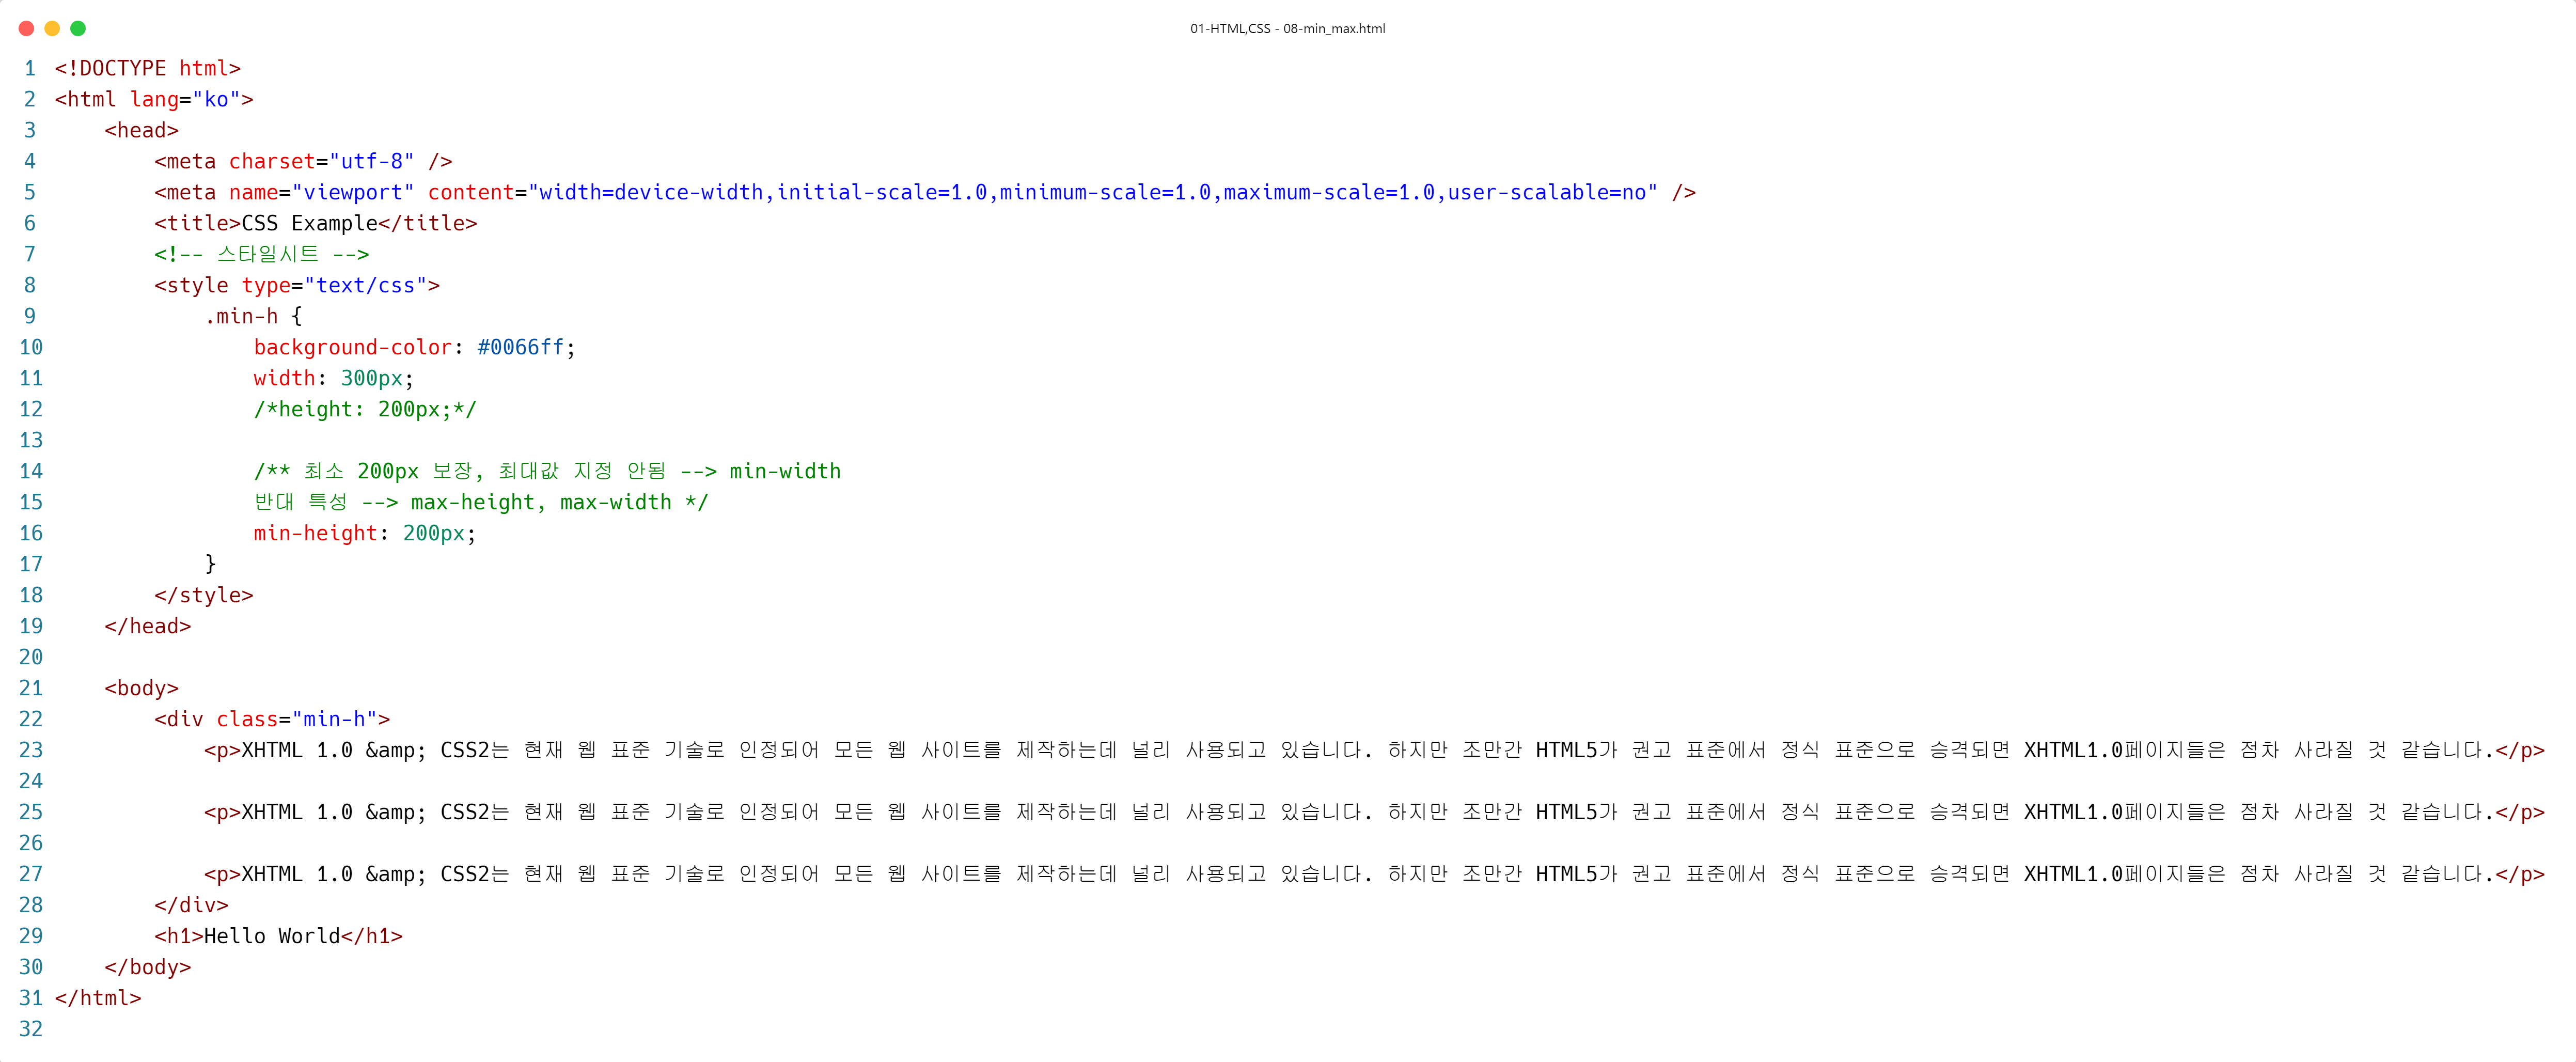 01-HTML,CSS - 08-min_max.html
1 <!DOCTYPE html>
2 <html lang="ko">
3     <head>
4         <meta charset="utf-8" />
5         <meta name="viewport" content="width=device-width,initial-scale=1.0,minimum-scale=1.0,maximum-scale=1.0,user-scalable=no" />
6         <title>CSS Example</title>
7         <!-- 스타일시트 -->
8         <style type="text/css">
9             .min-h {
10                 background-color: #0066ff;
11                 width: 300px;
12                 /*height: 200px;*/
13
14                 /** 최소 200px 보장, 최대값 지정 안됨 --> min-width
15                 반대 특성 --> max-height, max-width */
16                 min-height: 200px;
17             }
18         </style>
19     </head>
20
21     <body>
22         <div class="min-h">
23             <p>XHTML 1.0 &amp; CSS2는 현재 웹 표준 기술로 인정되어 모든 웹 사이트를 제작하는데 널리 사용되고 있습니다. 하지만 조만간 HTML5가 권고 표준에서 정식 표준으로 승격되면 XHTML1.0페이지들은 점차 사라질 것 같습니다.</p>
24
25             <p>XHTML 1.0 &amp; CSS2는 현재 웹 표준 기술로 인정되어 모든 웹 사이트를 제작하는데 널리 사용되고 있습니다. 하지만 조만간 HTML5가 권고 표준에서 정식 표준으로 승격되면 XHTML1.0페이지들은 점차 사라질 것 같습니다.</p>
26
27             <p>XHTML 1.0 &amp; CSS2는 현재 웹 표준 기술로 인정되어 모든 웹 사이트를 제작하는데 널리 사용되고 있습니다. 하지만 조만간 HTML5가 권고 표준에서 정식 표준으로 승격되면 XHTML1.0페이지들은 점차 사라질 것 같습니다.</p>
28         </div>
29         <h1>Hello World</h1>
30     </body>
31 </html>
32